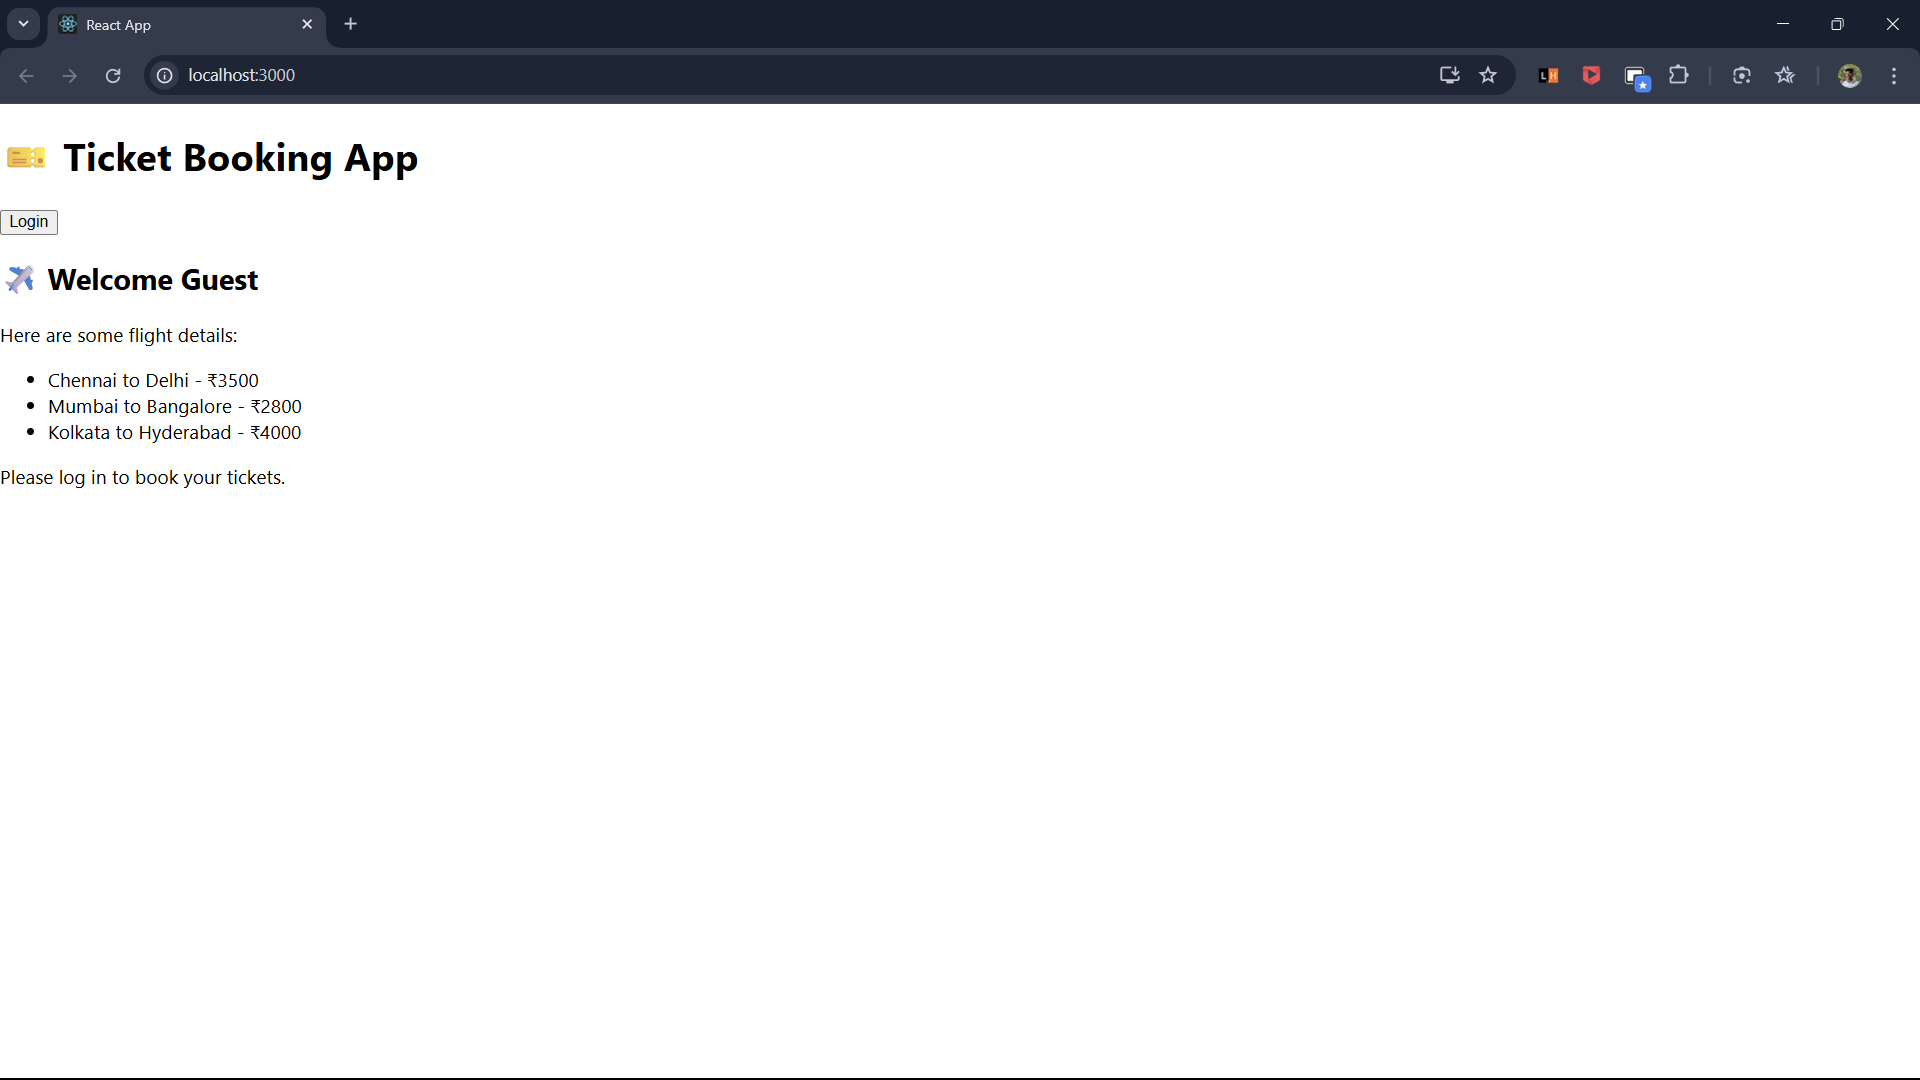 React App
localhost:3000
LH
Ticket Booking App
Login
Welcome Guest
Here are some flight details:
Chennai to Delhi - ₹3500
Mumbai to Bangalore - ₹2800
Kolkata to Hyderabad - ₹4000
Please log in to book your tickets.